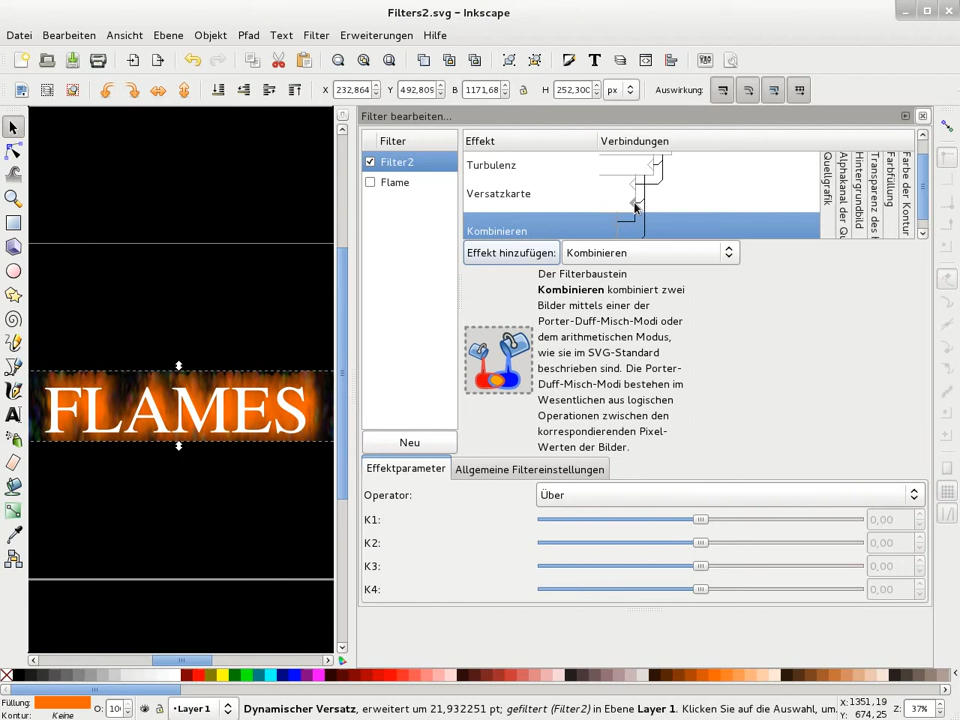 Filters2.svg – Inkscape
Datei Bearbeiten Ansicht Ebene Objekt Pfad Text Filter Erweiterungen Hilfe
X 232,864 Y 492,809 B 1171,68 H 252,300 px Auswirkung:
Filter bearbeiten...
Filter
Filter2
Flame
Neu
Effekt Verbindungen
Turbulenz
Versatzkarte
Kombinieren
Quellgrafik
Alphakanal der Qu
Hintergrundbild
Transparenz des H
Farbfüllung
Farbe der Kontur
Effekt hinzufügen: Kombinieren
Der Filterbaustein
Kombinieren kombiniert zwei
Bilder mittels einer der
Porter-Duff-Misch-Modi oder
dem arithmetischen Modus,
wie sie im SVG-Standard
beschrieben sind. Die Porter-
Duff-Misch-Modi bestehen im
Wesentlichen aus logischen
Operationen zwischen den
korrespondierenden Pixel-
Werten der Bilder.
Effektparameter Allgemeine Filtereinstellungen
Operator: Über
K1: 0,00
K2: 0,00
K3: 0,00
K4: 0,00
FLAMES
Füllung:
Kontur: Keine
O: 10
•Layer 1
Dynamischer Versatz, erweitert um 21,932251 pt; gefiltert (Filter2) in Ebene Layer 1. Klicken Sie auf die Auswahl, um.
X:1351,19
Y: 674,25
Z: 37%